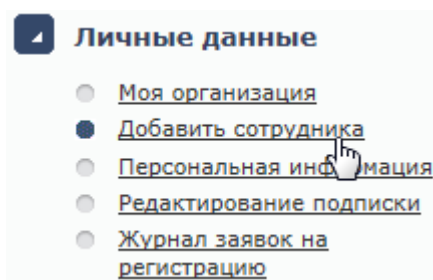 Личные данные
Моя организация
Добавить сотрудника
Персональная информация
Редактирование подписки
Журнал заявок на
регистрацию